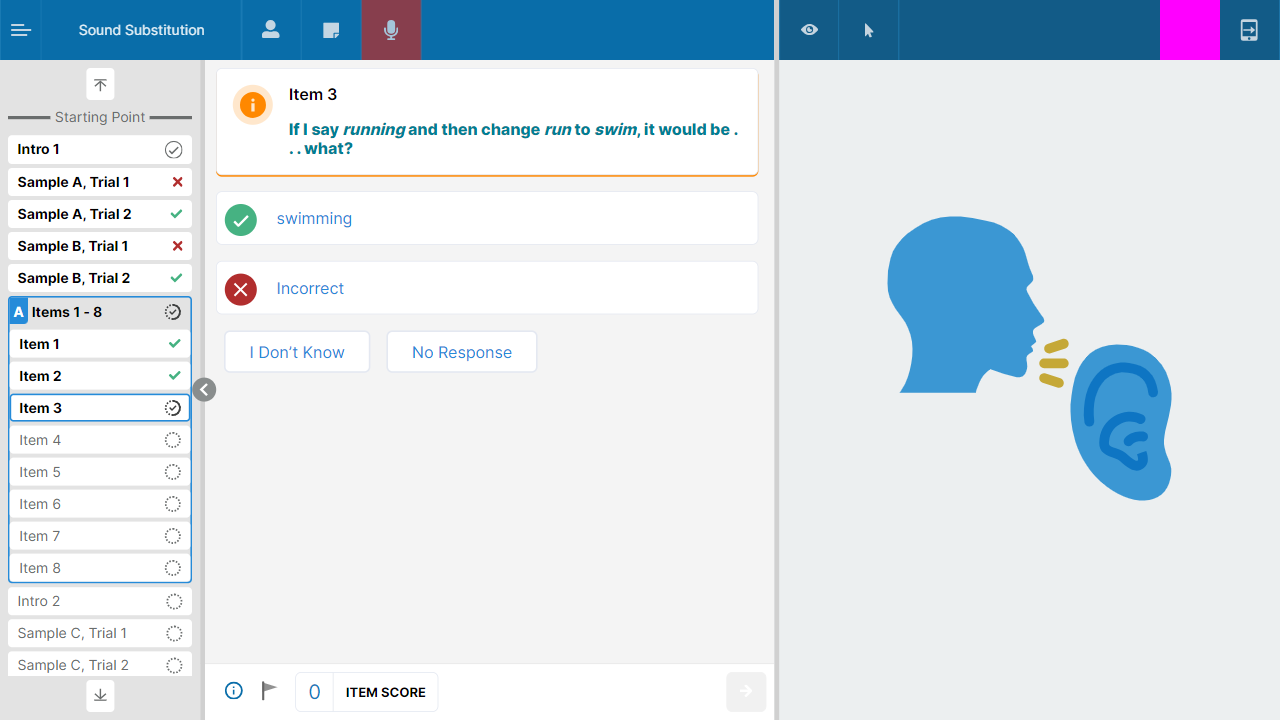 Sound Substitution
Starting Point
Intro 1
Sample A, Trial 1
Sample A, Trial 2
Sample B, Trial 1
Sample B, Trial 2
A Items 1 - 8
Item 1
Item 2
Item 3
Item 4
Item 5
Item 6
Item 7
Item 8
Intro 2
Sample C, Trial 1
Sample C, Trial 2
Item 3
If I say running and then change run to swim, it would be .
. . what?
swimming
Incorrect
I Don’t Know
No Response
0 ITEM SCORE